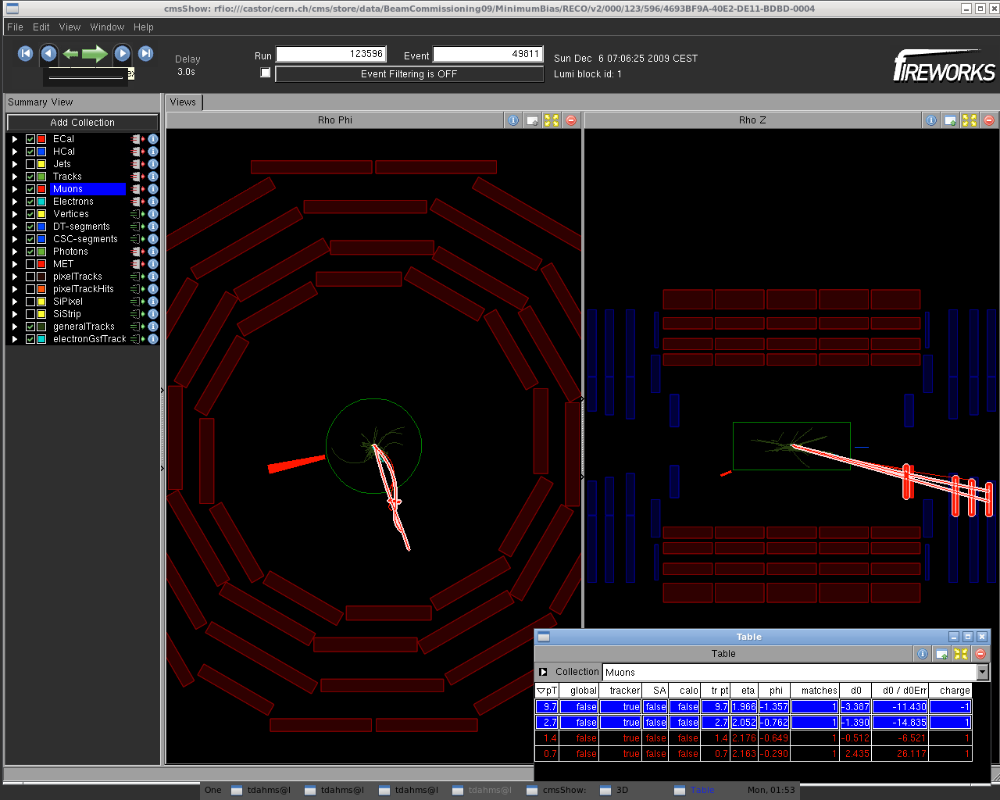 cmsShow: rfio:///castor/cern.ch/cms/store/data/BeamCommissioning09/MinimumBias/RECO/v2/000/123/596/4693BF9A-40E2-DE11-BDBD-0004
File Edit View Window Help
Delay
3.0s
Run 123596 Event 49811
Event Filtering is OFF
Sun Dec 6 07:06:25 2009 CEST
Lumi block id: 1
FIREWORKS
Summary View
Views
Add Collection
Rho Phi
Rho Z
ECal
HCal
Jets
Tracks
Muons
Electrons
Vertices
DT-segments
CSC-segments
Photons
MET
pixelTracks
pixelTrackHits
SiPixel
SiStrip
generalTracks
electronGsfTrack
Table
Table
Collection Muons
pT global tracker SA calo tr pt eta phi matches d0 d0 / d0Err charge
9.7 false true false false 9.7 1.966 -1.357 1 -3.387 -11.430 -1
2.7 false true false false 2.7 2.052 -0.762 1 -1.390 -14.635 1
1.4 false true false false 1.4 2.176 -0.649 1 -0.512 -6.521 1
0.7 false true false false 0.7 2.163 -0.290 1 2.435 26.117 1
One tdahms@l tdahms@l tdahms@l tdahms@l cmsShow: 3D Table Mon, 01:53